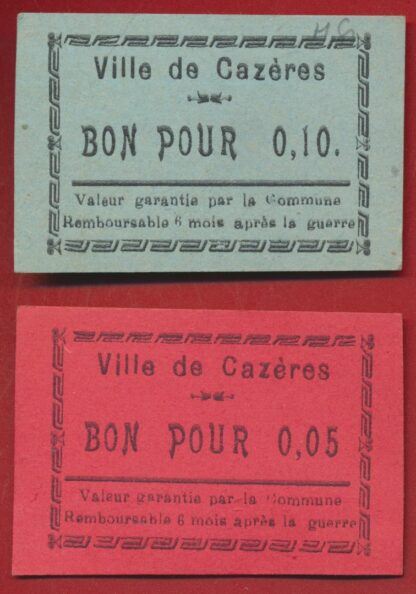 HG
Ville de Cazères
BON POUR 0,10.
Valeur garantie par la Commune
Remboursable 6 mois après la guerre
Ville de Cazères
BON POUR 0,05
Valeur garantie par la Commune
Remboursable 6 mois après la guerre